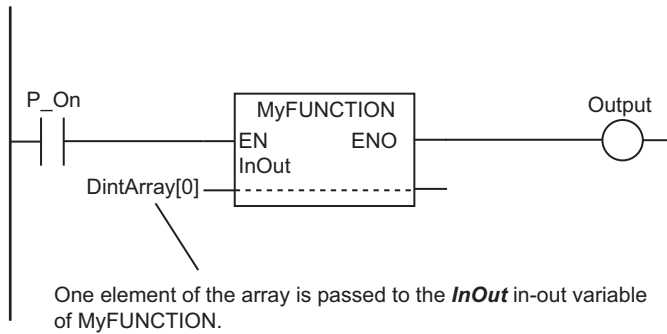 P_On
MyFUNCTION
Output
EN ENO
InOut
DintArray[0]
One element of the array is passed to the InOut in-out variable
of MyFUNCTION.